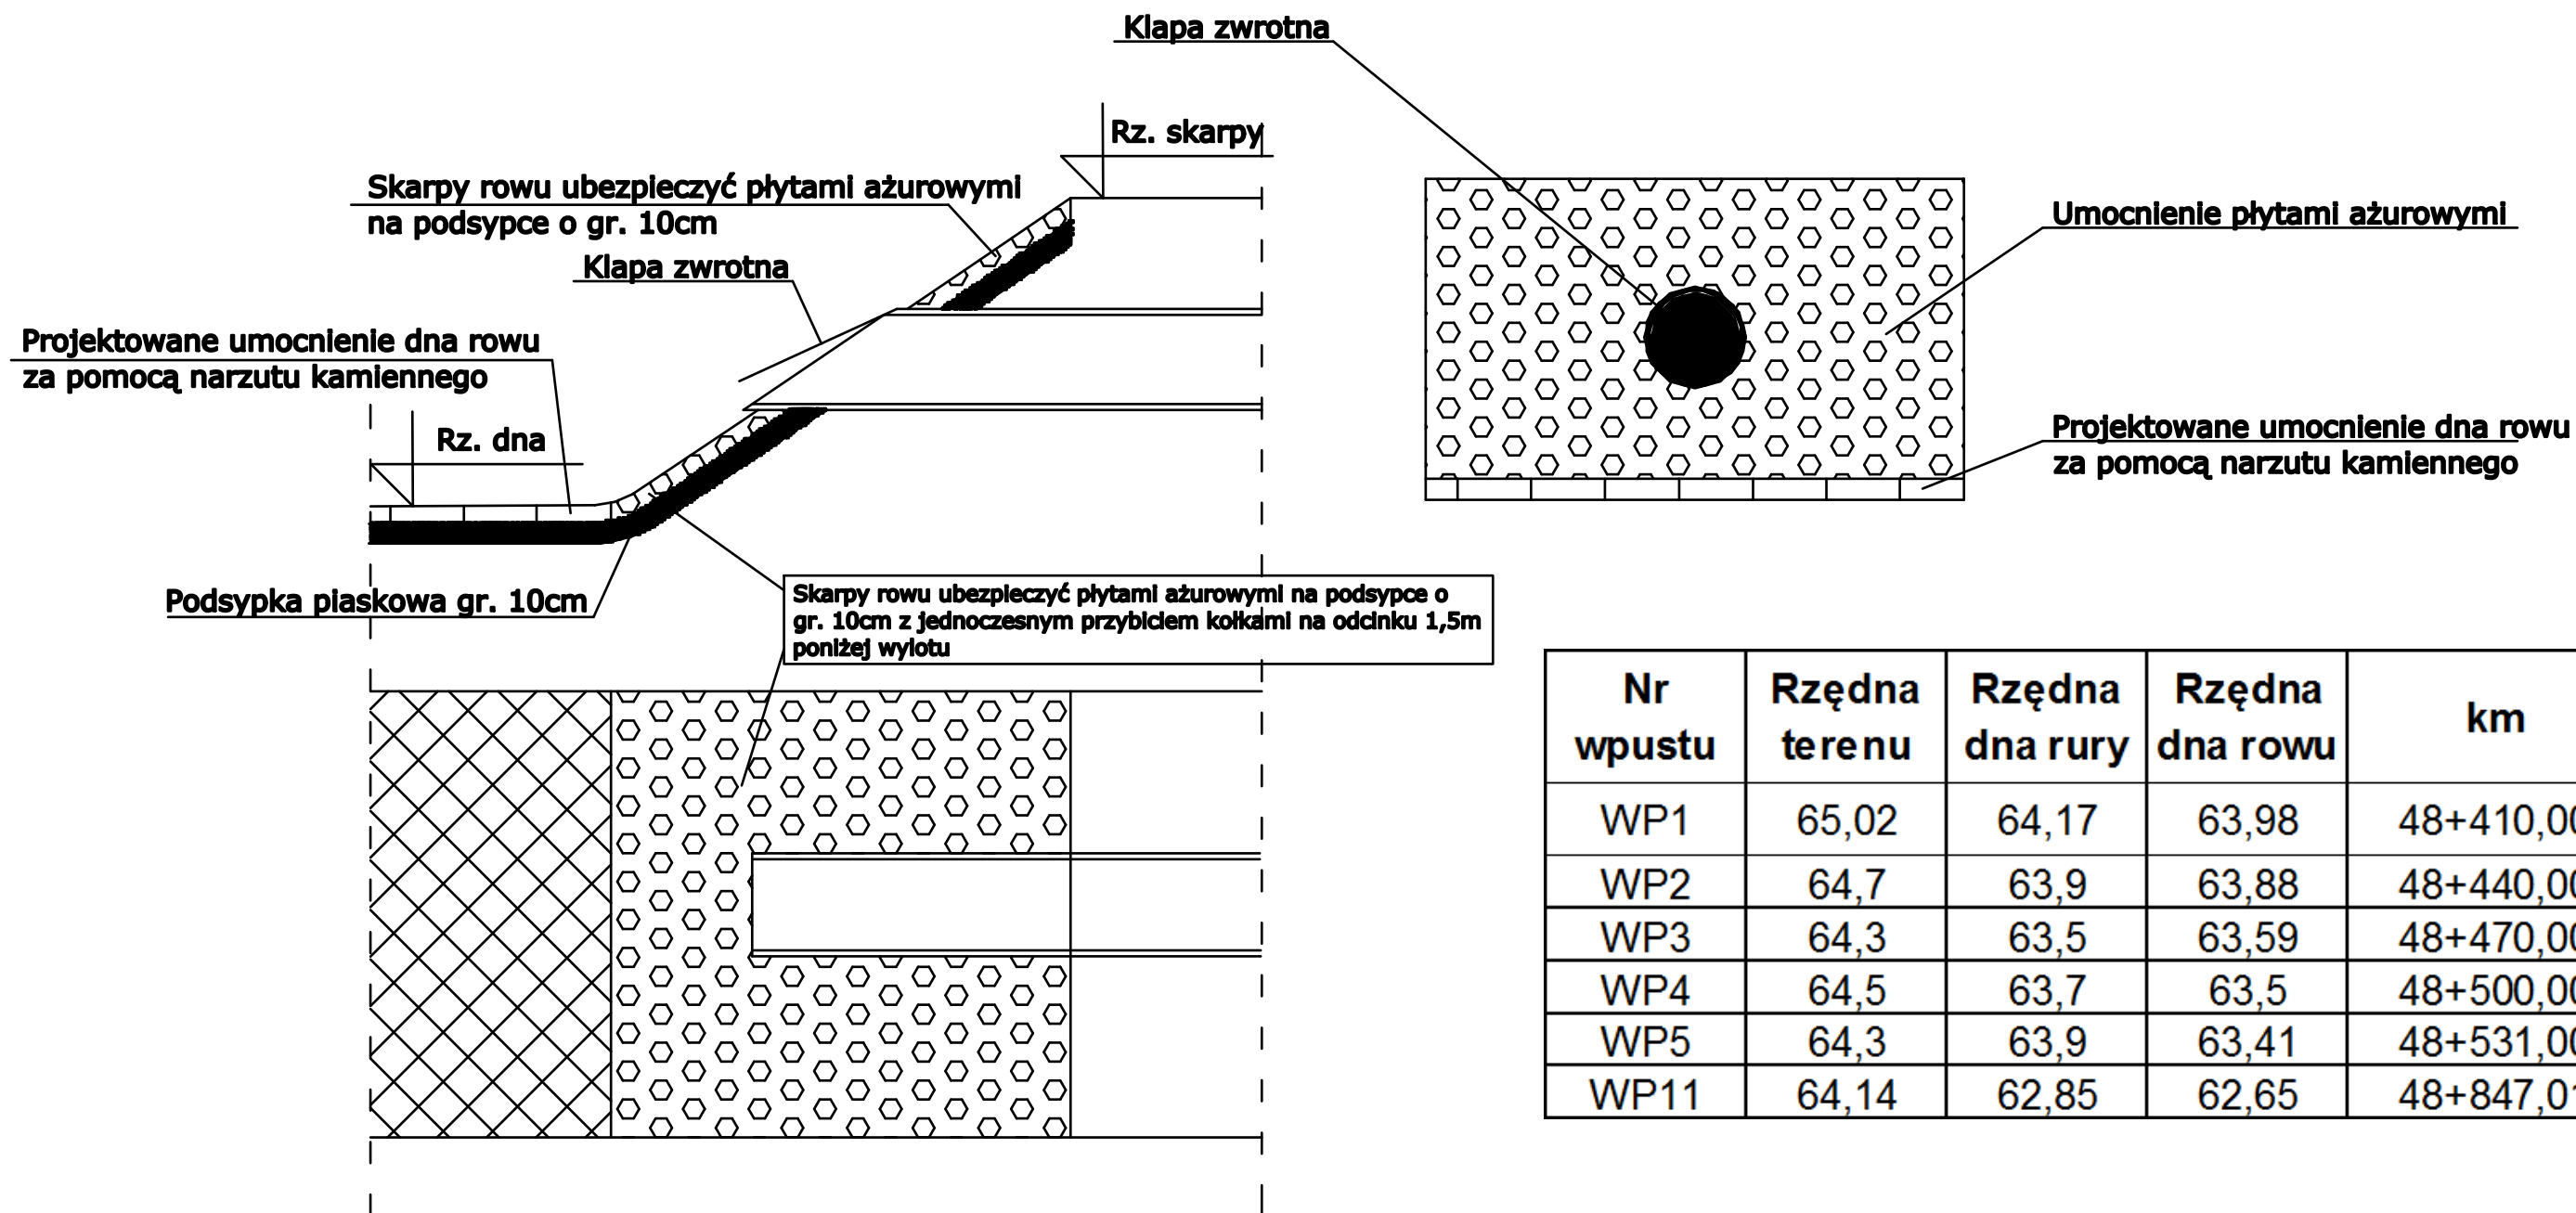 Klapa zwrotna
Rz. skarpy
Skarpy rowu ubezpieczyć płytami ażurowymi
na podsypce o gr. 10cm
Klapa zwrotna
Projektowane umocnienie dna rowu
za pomocą narzutu kamiennego
Rz. dna
Podsypka piaskowa gr. 10cm
Skarpy rowu ubezpieczyć płytami ażurowymi na podsypce o
gr. 10cm z jednoczesnym przybiciem kołkami na odcinku 1,5m
poniżej wylotu
Umocnienie płytami ażurowymi
Projektowane umocnienie dna rowu
za pomocą narzutu kamiennego
Nr wpustu Rzędna terenu Rzędna dna rury Rzędna dna rowu km
WP1 65,02 64,17 63,98
WP2 64,7 63,9 63,88
WP3 64,3 63,5 63,59
WP4 64,5 63,7 63,5
WP5 64,3 63,9 63,41
WP11 64,14 62,85 62,65